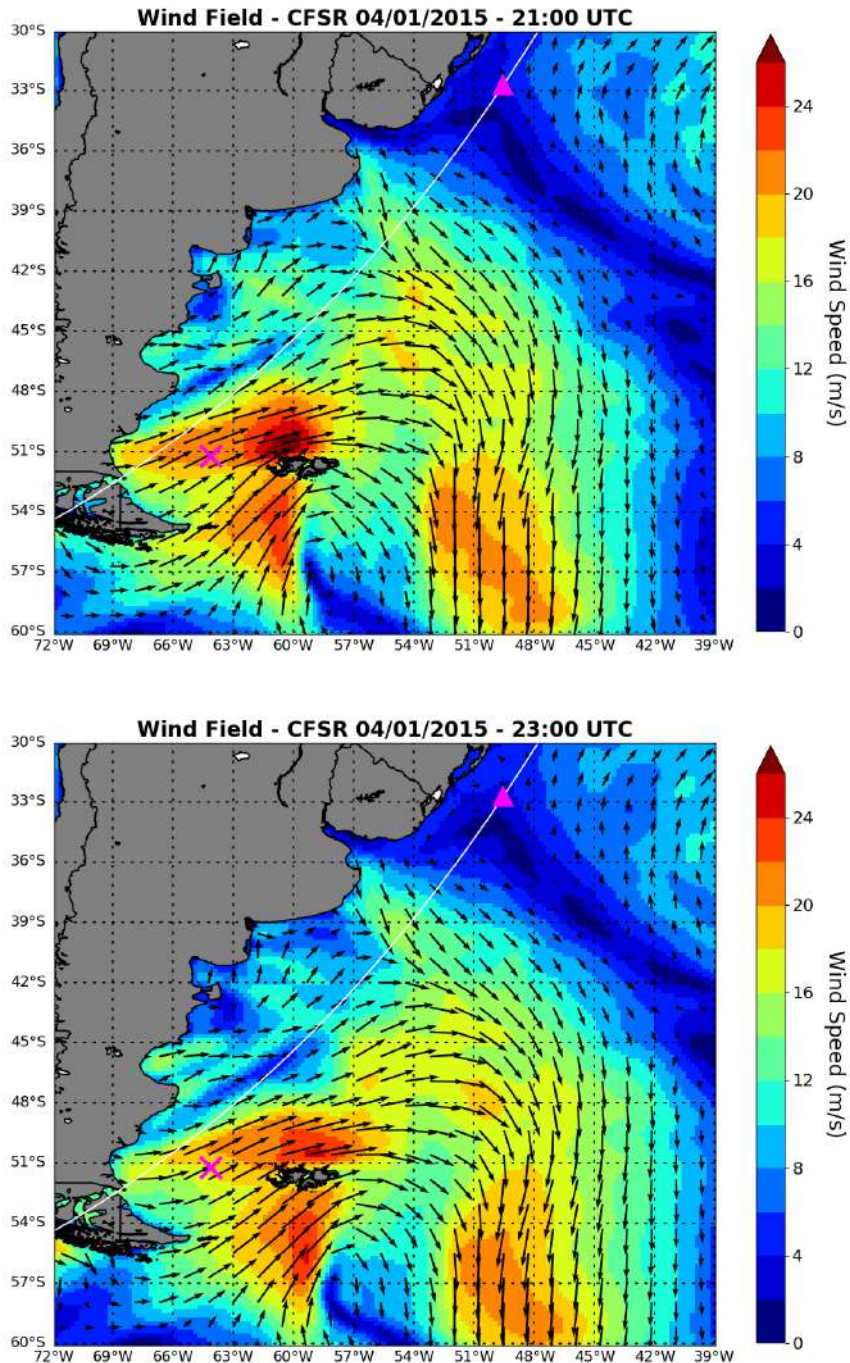 Wind Field - CFSR 04/01/2015 - 21:00 UTC
30°S
33°S
36°S
39°S
42°S
45°S
48°S
51°S
54°S
57°S
60°S
72°W 69°W 66°W 63°W 60°W 57°W 54°W 51°W 48°W 45°W 42°W 39°W
24
20
16
12
8
4
0
Wind Speed (m/s)
Wind Field - CFSR 04/01/2015 - 23:00 UTC
30°S
33°S
36°S
39°S
42°S
45°S
48°S
51°S
54°S
57°S
60°S
72°W 69°W 66°W 63°W 60°W 57°W 54°W 51°W 48°W 45°W 42°W 39°W
24
20
16
12
8
4
0
Wind Speed (m/s)